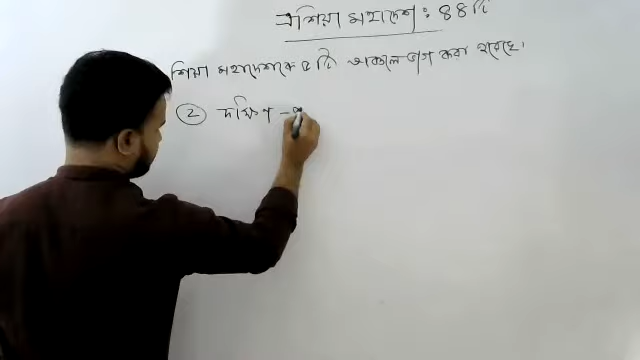 এশিয়া মহাদেশ : ৪৪টি
শিয়া মহাদেশকে ৫টি অঞ্চলে ভাগ করা হয়েছে।
২ দক্ষিণ -